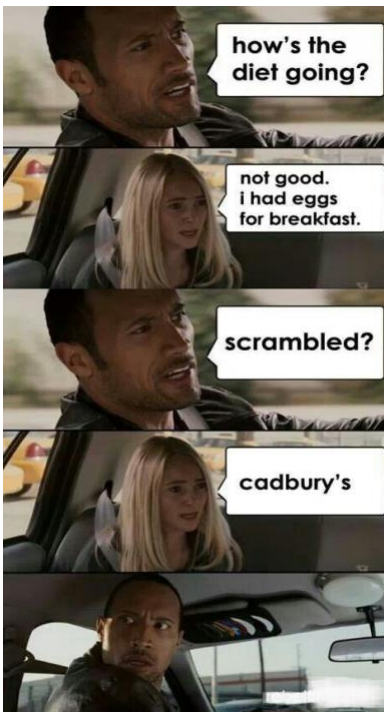 how's the
diet going?
not good.
i had eggs
for breakfast.
scrambled?
cadbury's